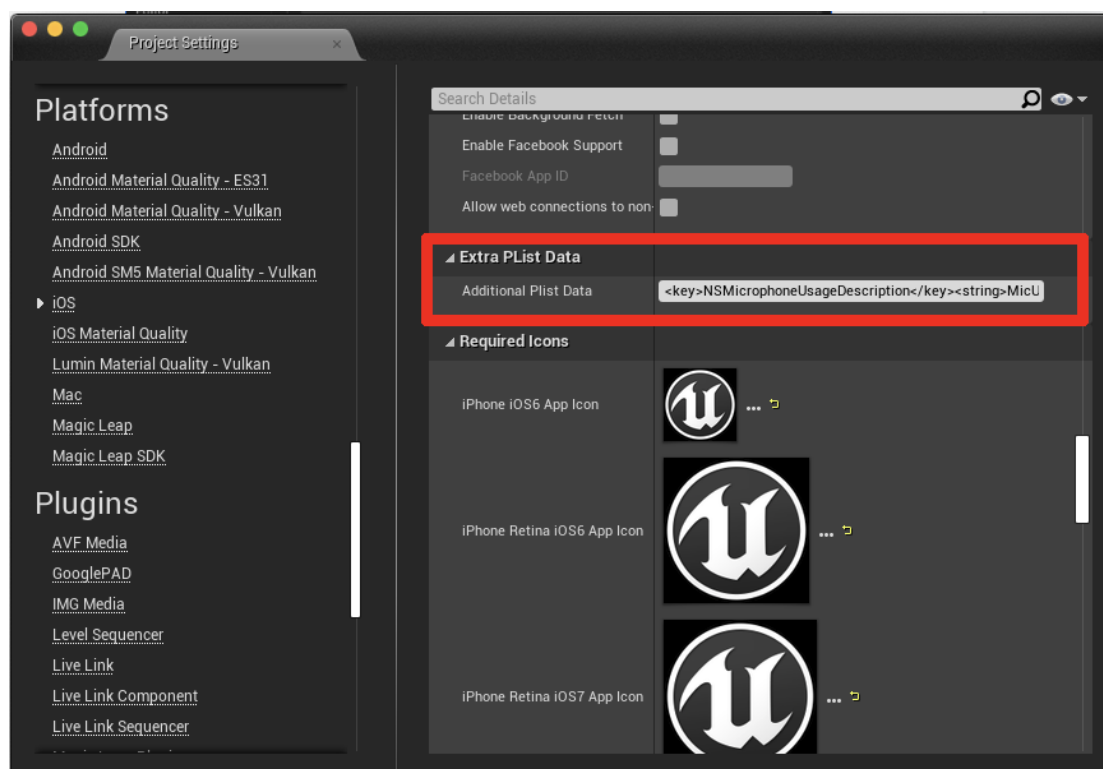 Project Settings
Platforms
Android
Android Material Quality - ES31
Android Material Quality - Vulkan
Android SDK
Android SM5 Material Quality - Vulkan
iOS
iOS Material Quality
Lumin Material Quality - Vulkan
Mac
Magic Leap
Magic Leap SDK
Plugins
AVF Media
GooglePAD
IMG Media
Level Sequencer
Live Link
Live Link Component
Live Link Sequencer
Search Details
Enable Background Fetch
Enable Facebook Support
Facebook App ID
Allow web connections to non-
Extra PList Data
Additional Plist Data
<key>NSMicrophoneUsageDescription</key><string>MicU
Required Icons
iPhone iOS6 App Icon
iPhone Retina iOS6 App Icon
iPhone Retina iOS7 App Icon